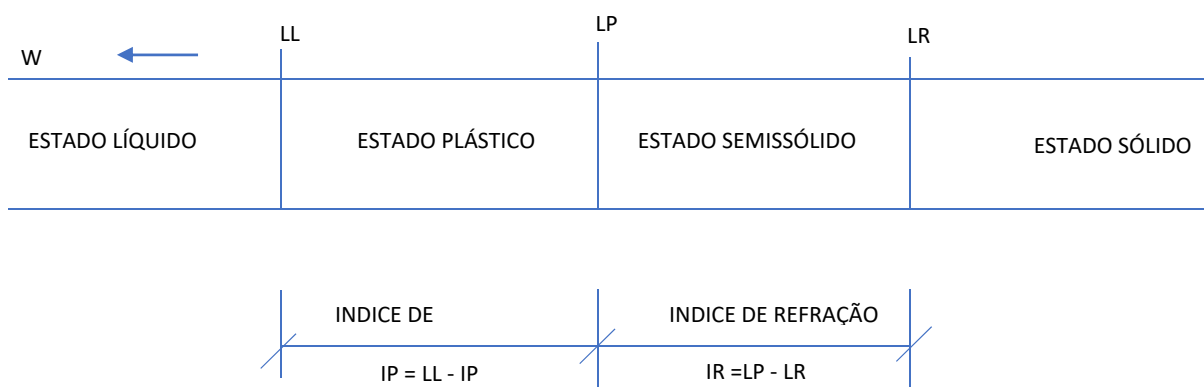 LL
LP
LR
W
ESTADO LÍQUIDO
ESTADO PLÁSTICO
ESTADO SEMISSÓLIDO
ESTADO SÓLIDO
INDICE DE
INDICE DE REFRAÇÃO
IP = LL - IP
IR =LP - LR